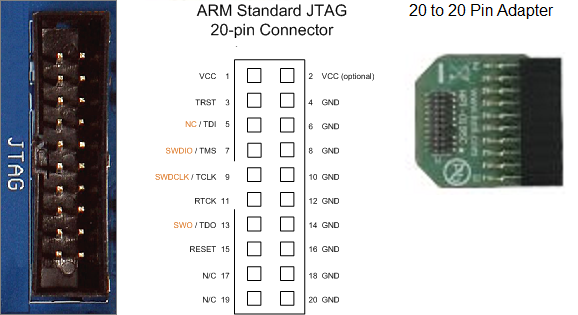 JTAG
ARM Standard JTAG
20-pin Connector
VCC 1 2 VCC (optional)
TRST 3 4 GND
NC / TDI 5 6 GND
SWDIO / TMS 7 8 GND
SWDCLK / TCLK 9 10 GND
RTCK 11 12 GND
SWO / TDO 13 14 GND
RESET 15 16 GND
N/C 17 18 GND
N/C 19 20 GND
20 to 20 Pin Adapter